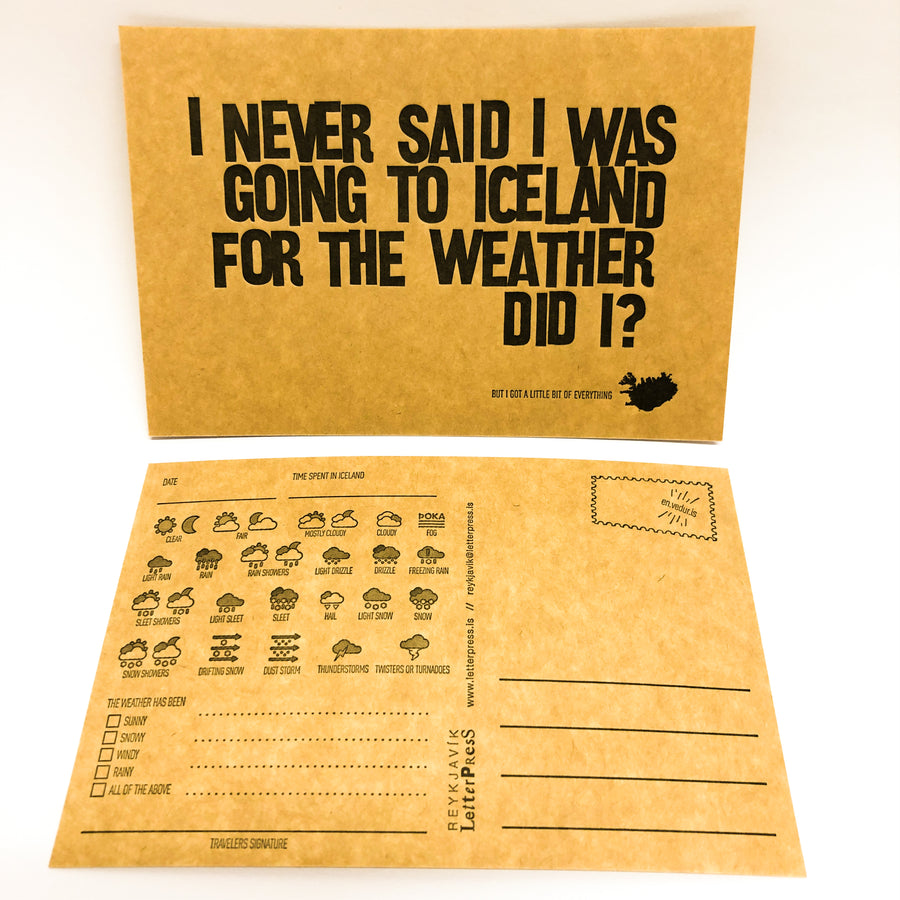 I NEVER SAID I WAS
GOING TO ICELAND
FOR THE WEATHER
DID I?
BUT I GOT A LITTLE BIT OF EVERYTHING
DATE
TIME SPENT IN ICELAND
CLEAR
FAIR
MOSTLY CLOUDY
CLOUDY
ÞOKA
FOG
LIGHT RAIN
RAIN
RAIN SHOWERS
LIGHT DRIZZLE
DRIZZLE
FREEZING RAIN
SLEET SHOWERS
LIGHT SLEET
SLEET
HAIL
LIGHT SNOW
SNOW
SNOW SHOWERS
DRIFTING SNOW
DUST STORM
THUNDERSTORMS
TWISTERS OR TORNADOES
THE WEATHER HAS BEEN
SUNNY
SNOWY
WINDY
RAINY
ALL OF THE ABOVE
TRAVELERS SIGNATURE
REYKJAVÍK
LetterPresS
www.letterpress.is // reykjavik@letterpress.is
en.vedur.is